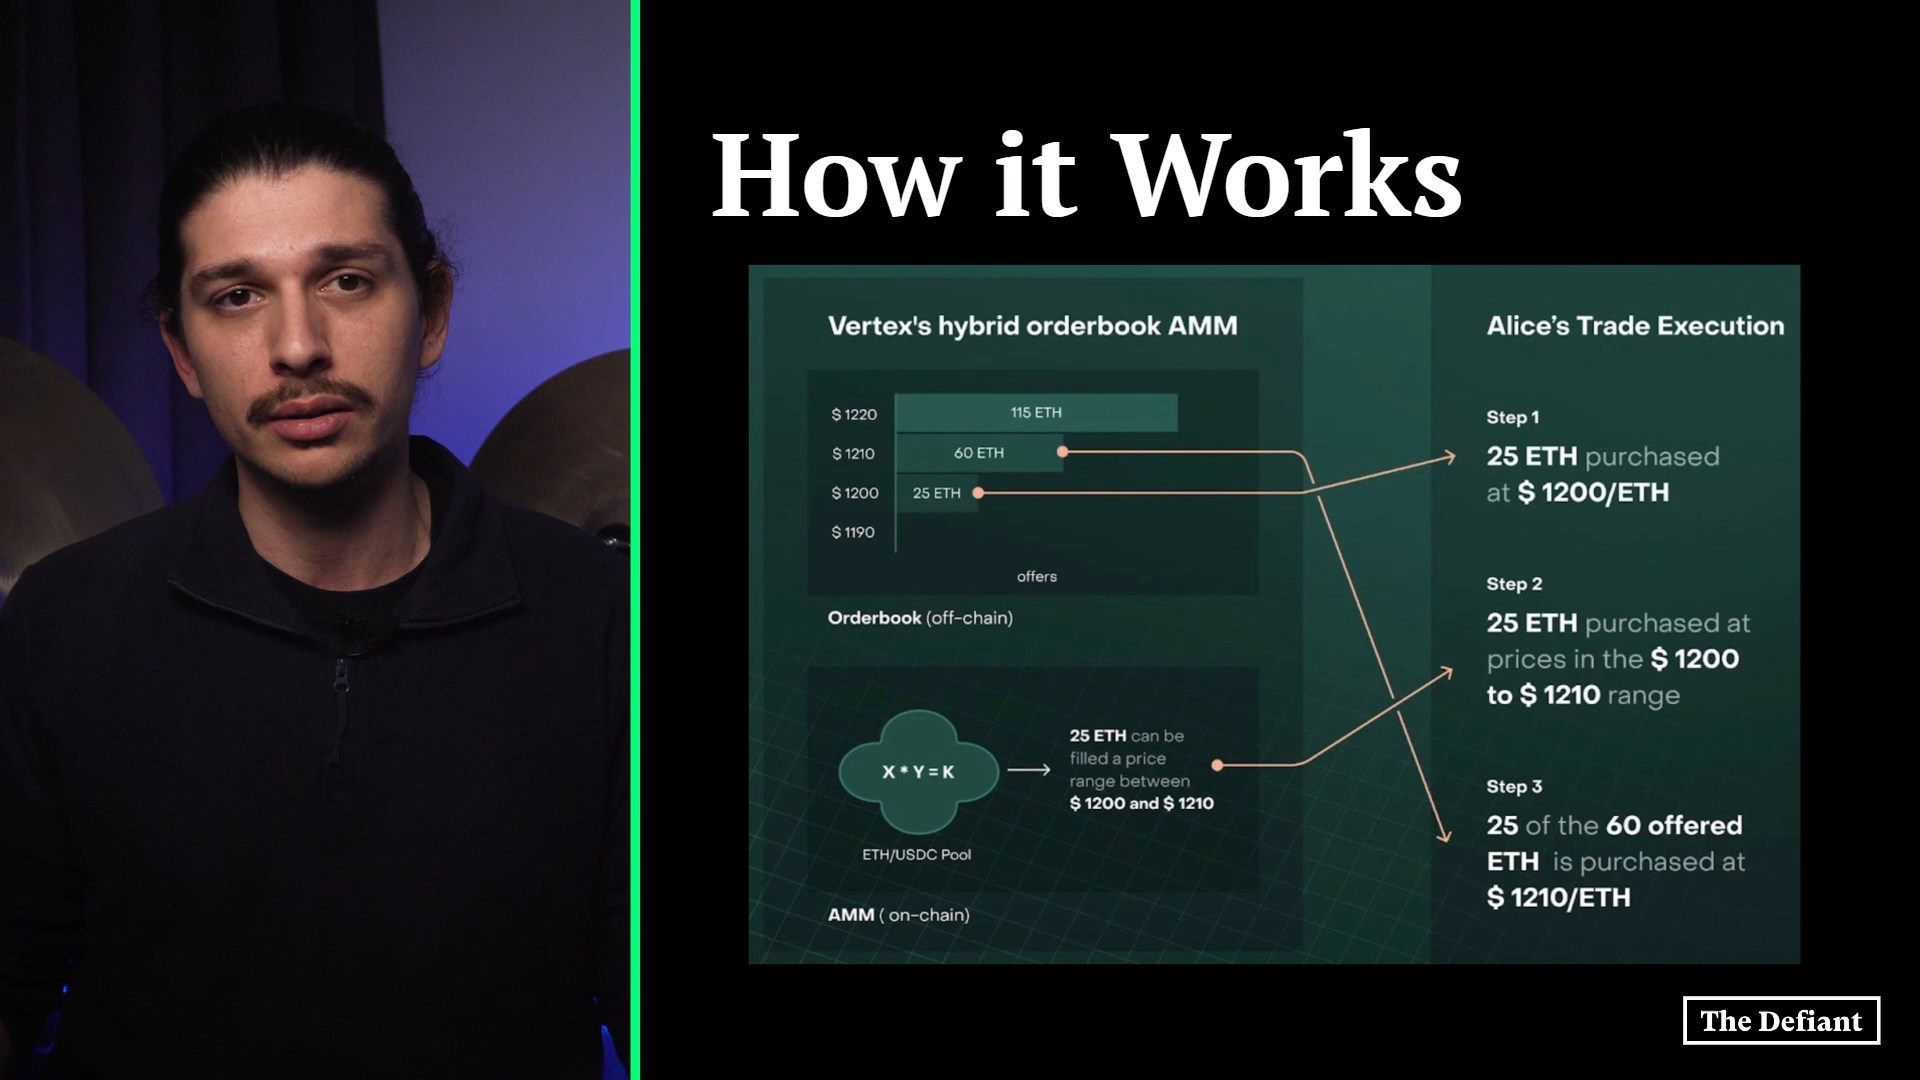 How it Works
Vertex's hybrid orderbook AMM
$ 1220
115 ETH
$ 1210
60 ETH
$ 1200
25 ETH
$ 1190
offers
Orderbook (off-chain)
X * Y = K
ETH/USDC Pool
25 ETH can be
filled a price
range between
$ 1200 and $ 1210
AMM ( on-chain)
Alice's Trade Execution
Step 1
25 ETH purchased
at $ 1200/ETH
Step 2
25 ETH purchased at
prices in the $ 1200
to $ 1210 range
Step 3
25 of the 60 offered
ETH is purchased at
$ 1210/ETH
The Defiant